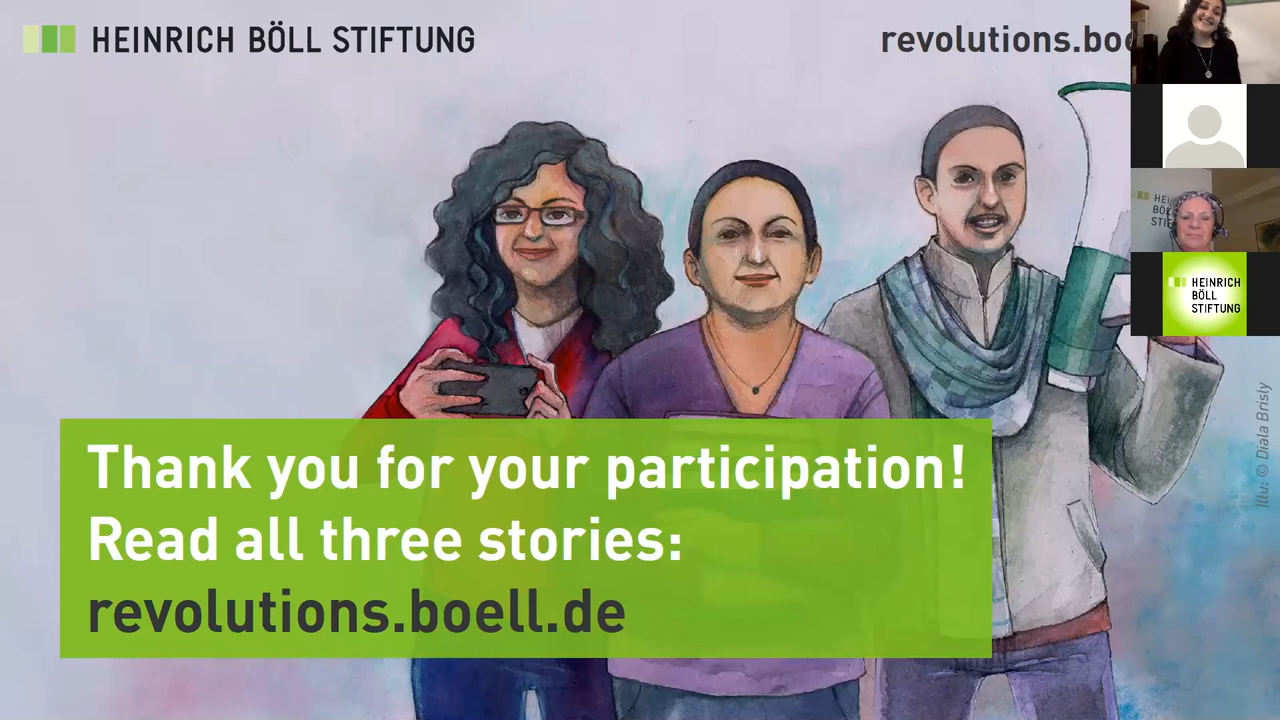 HEINRICH BÖLL STIFTUNG
revolutions.boe
HEINRICH
BÖLL
STIFTUNG
Illu: © Diala Brisly
Thank you for your participation!
Read all three stories:
revolutions.boell.de